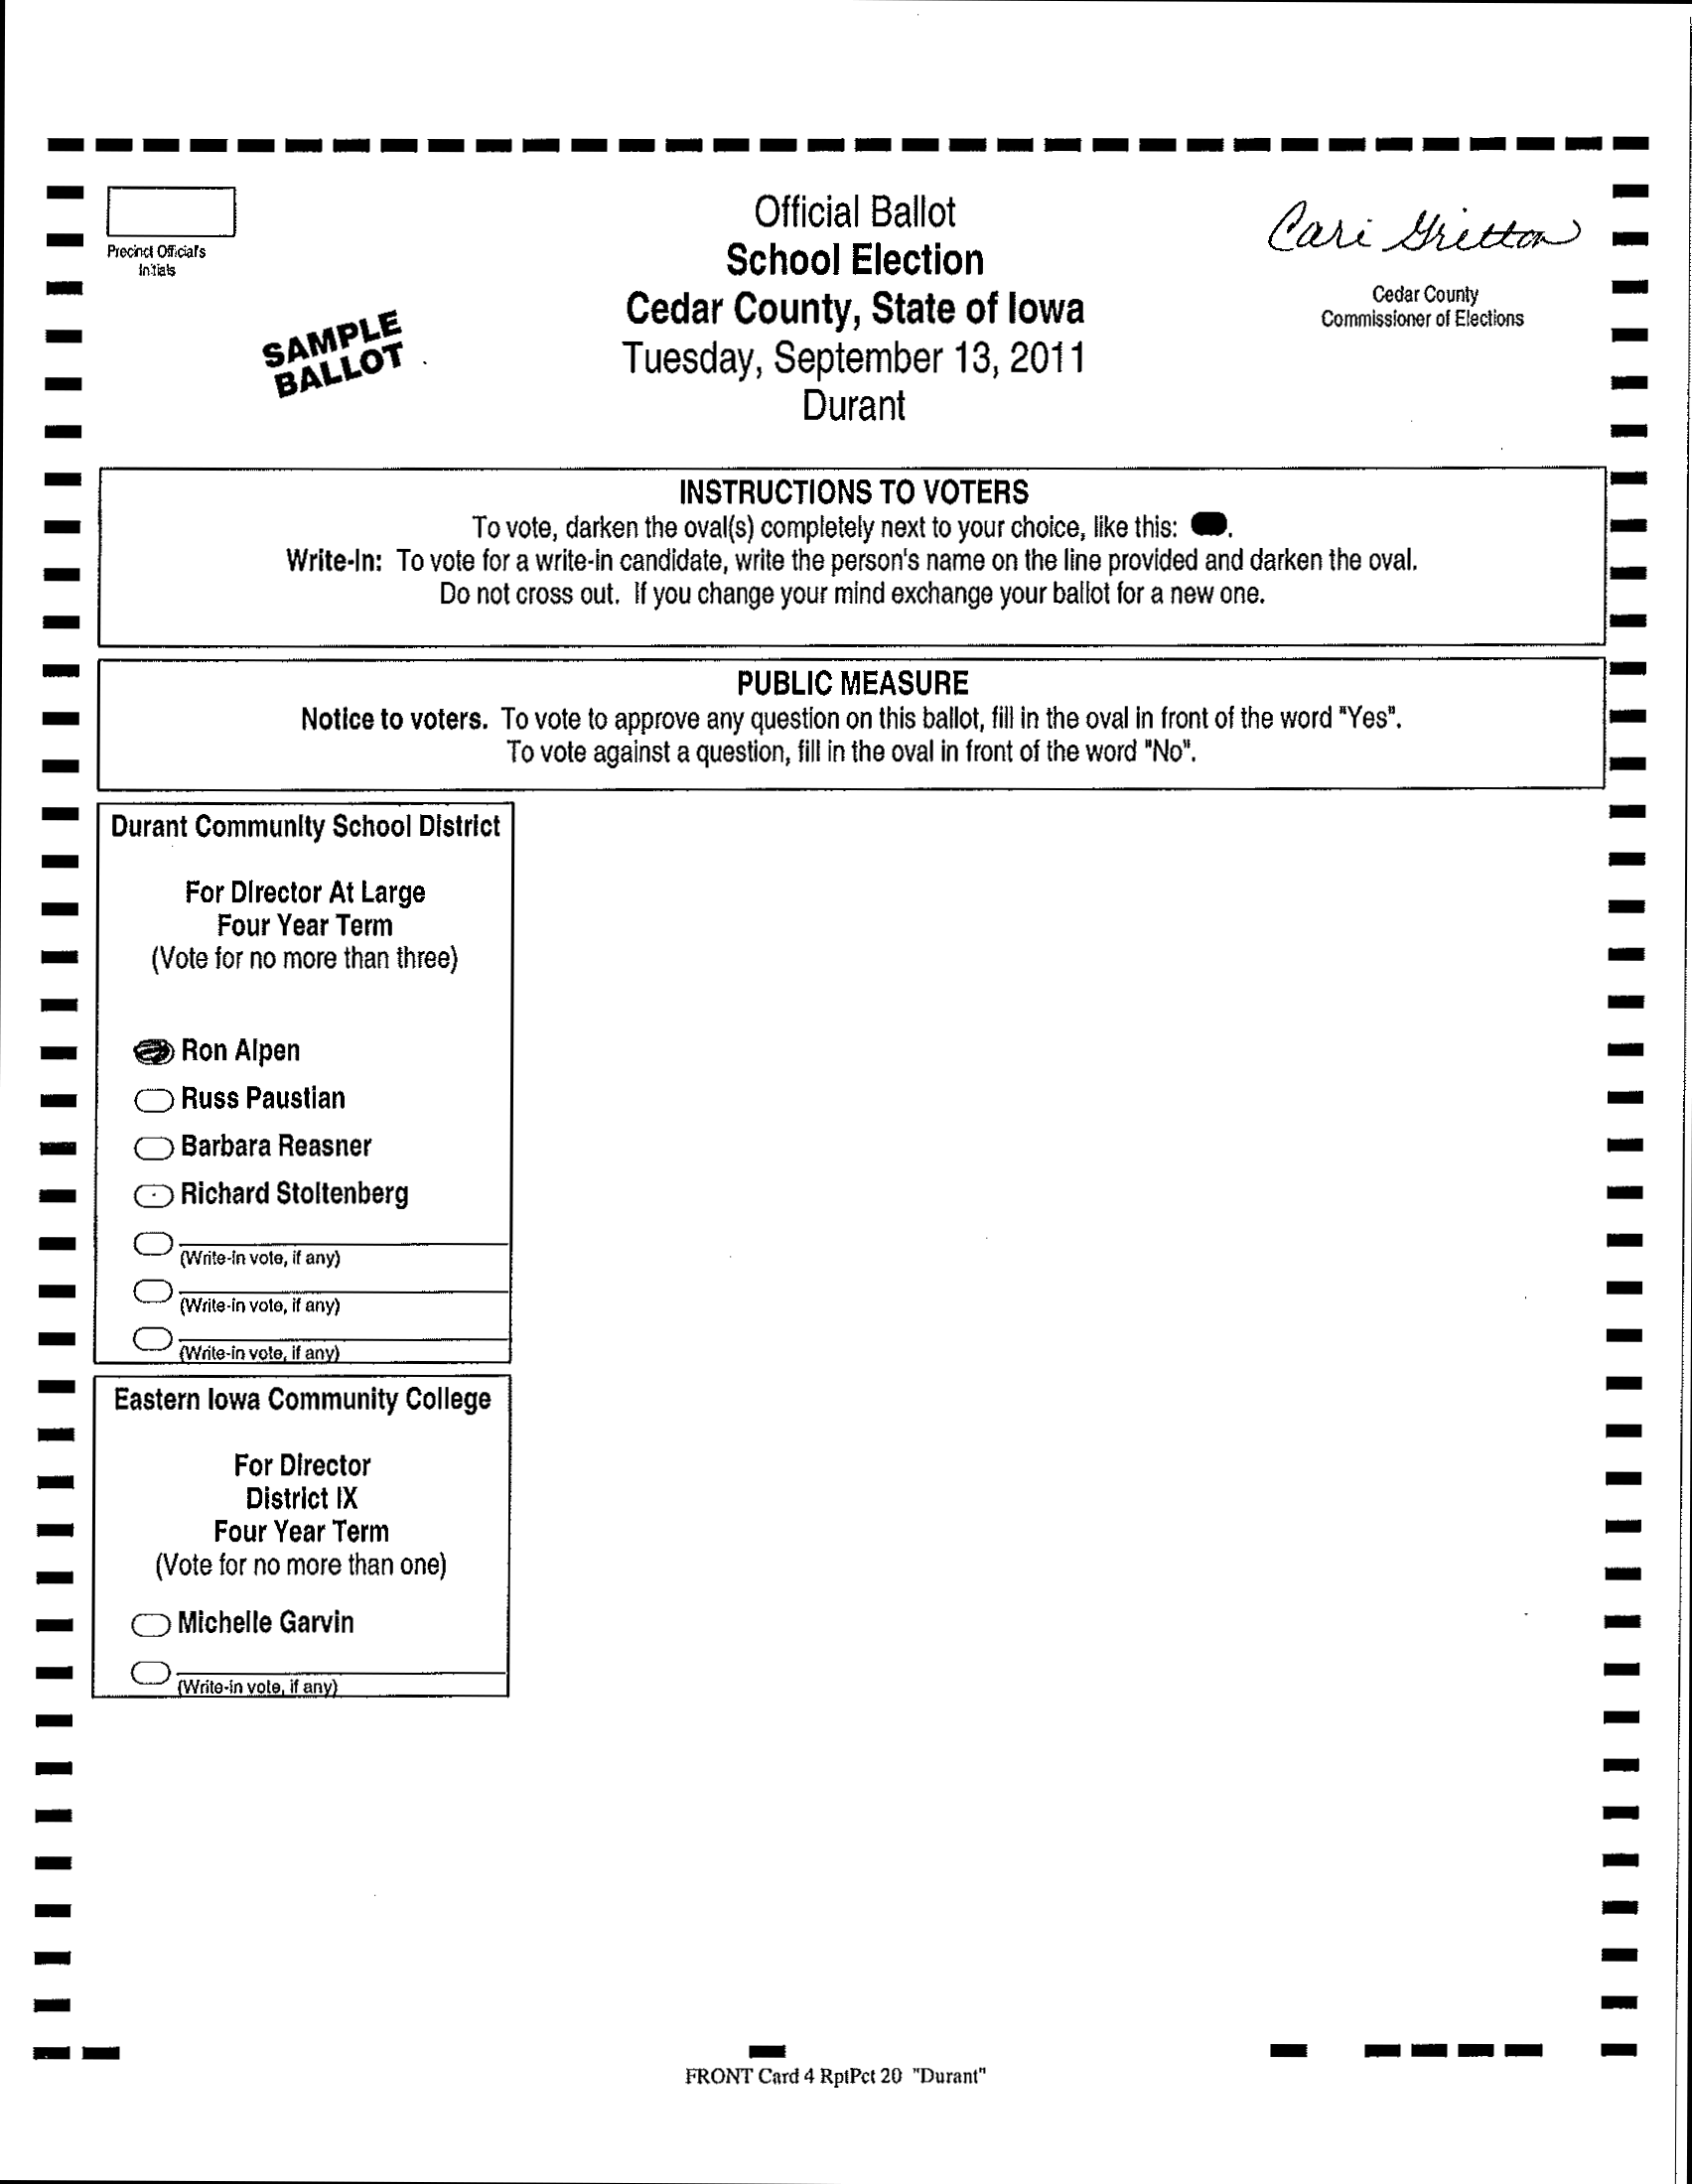 Precinct Official's
Initials
SAMPLE
BALLOT
Official Ballot
School Election
Cedar County, State of Iowa
Tuesday, September 13, 2011
Durant
Cari Gritton
Cedar County
Commissioner of Elections
INSTRUCTIONS TO VOTERS
To vote, darken the oval(s) completely next to your choice, like this: .
Write-In: To vote for a write-in candidate, write the person's name on the line provided and darken the oval.
Do not cross out. If you change your mind exchange your ballot for a new one.
PUBLIC MEASURE
Notice to voters. To vote to approve any question on this ballot, fill in the oval in front of the word "Yes".
To vote against a question, fill in the oval in front of the word "No".
Durant Community School District
For Director At Large
Four Year Term
(Vote for no more than three)
Ron Alpen
Russ Paustian
Barbara Reasner
Richard Stoltenberg
(Write-in vote, if any)
(Write-in vote, if any)
(Write-in vote, if any)
Eastern Iowa Community College
For Director
District IX
Four Year Term
(Vote for no more than one)
Michelle Garvin
(Write-in vote, if any)
FRONT Card 4 RptPct 20 "Durant"